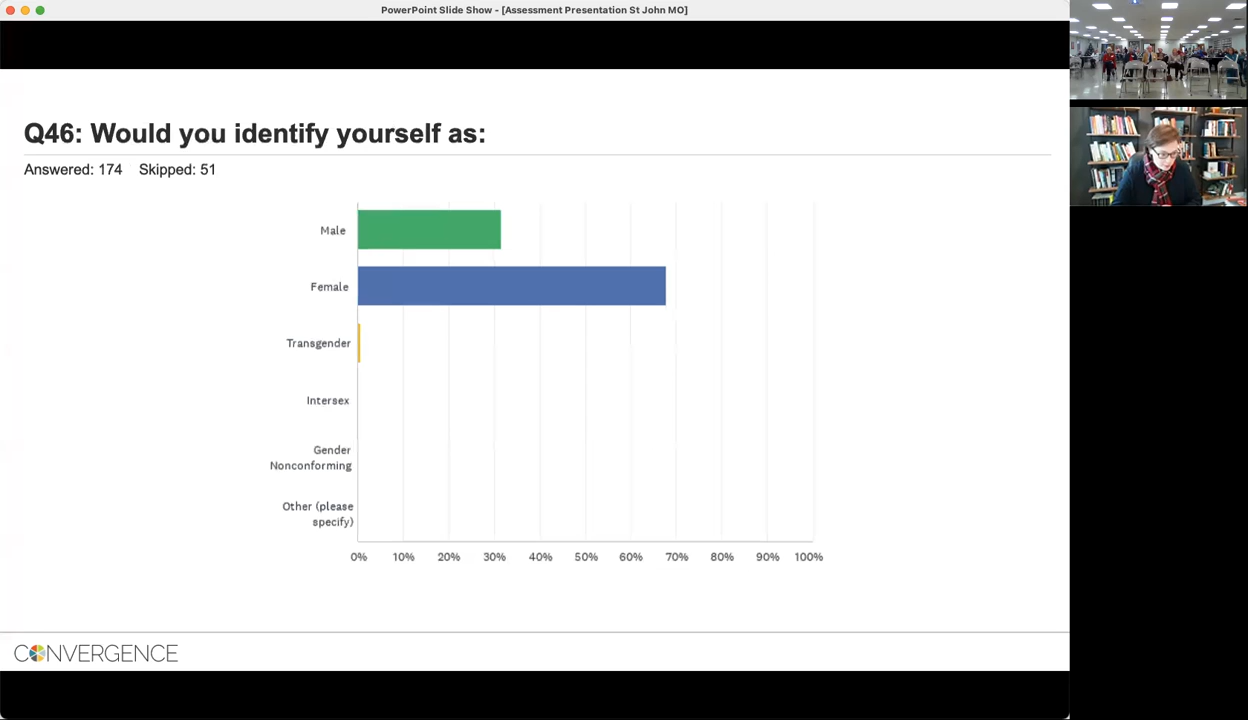 PowerPoint Slide Show - [Assessment Presentation St John MO]
Q46: Would you identify yourself as:
Answered: 174 Skipped: 51
Male
Female
Transgender
Intersex
Gender
Nonconforming
Other (please
specify)
0% 10% 20% 30% 40% 50% 60% 70% 80% 90% 100%
CONVERGENCE